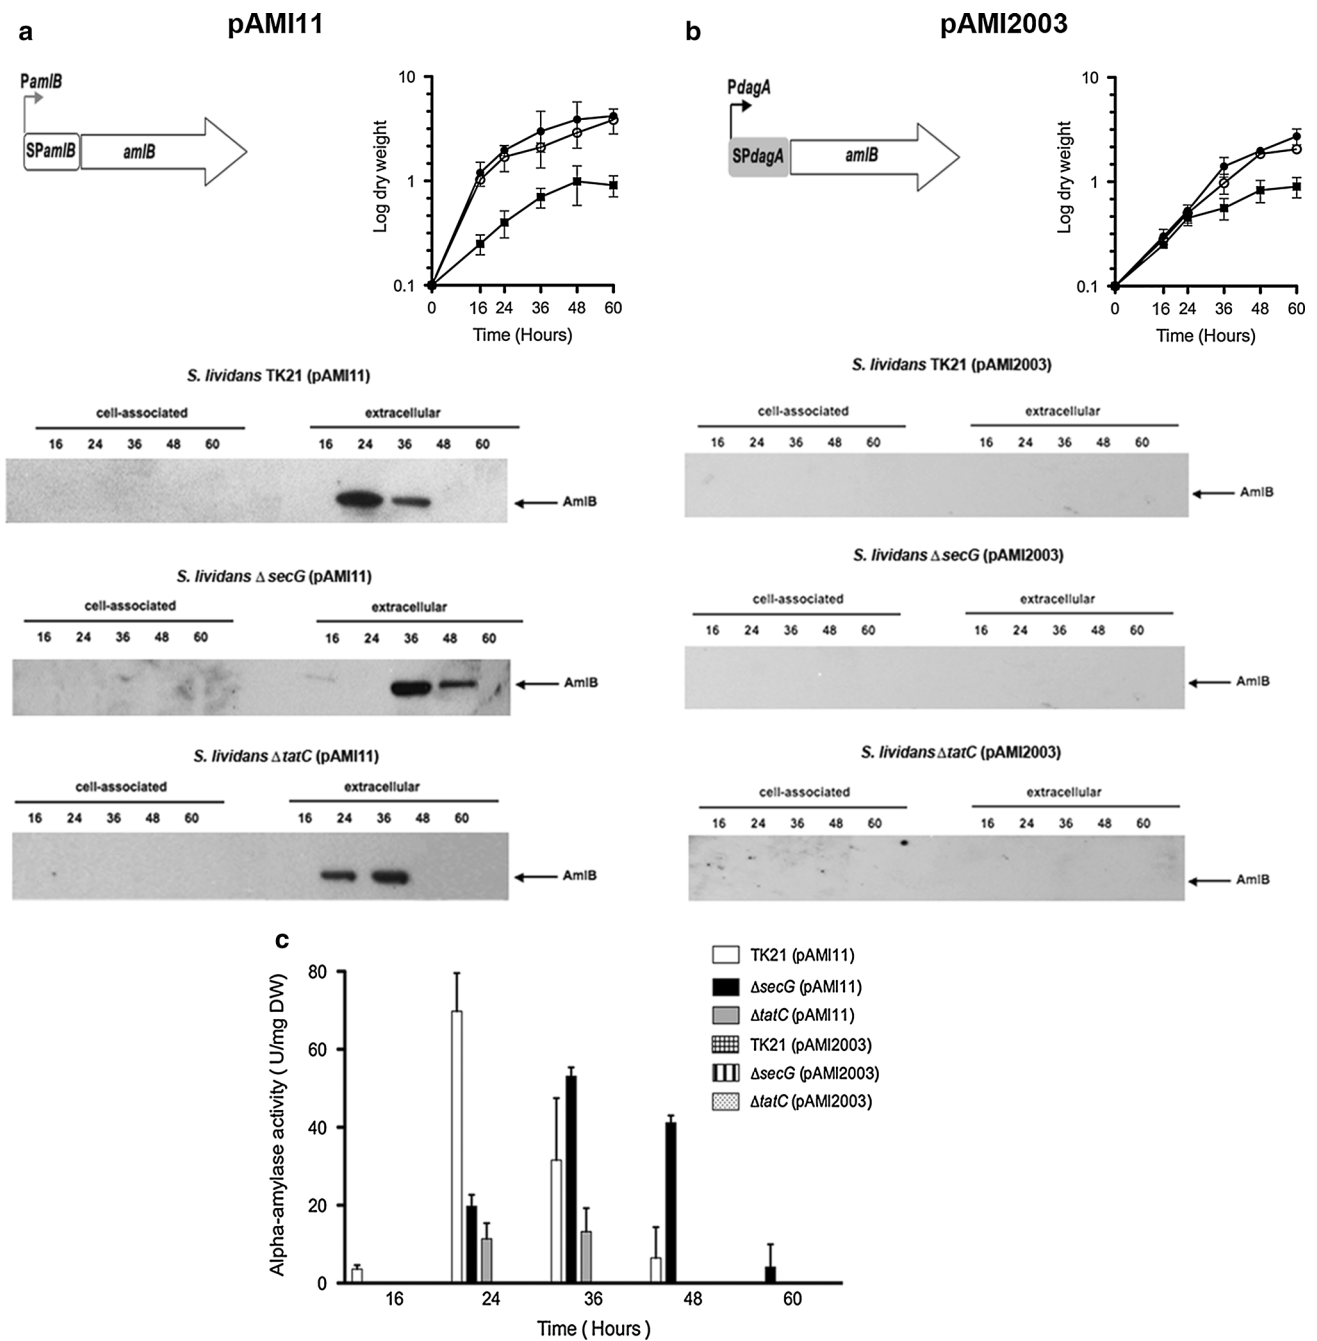 a
pAMI11
PamlB
SPamlB
amlB
Log dry weight
10
1
0.1
0 16 24 36 48 60
Time (Hours)
S. lividans TK21 (pAMI11)
cell-associated extracellular
16 24 36 48 60 16 24 36 48 60
AmlB
S. lividans Δ secG (pAMI11)
cell-associated extracellular
16 24 36 48 60 16 24 36 48 60
AmlB
S. lividans ΔtatC (pAMI11)
cell-associated extracellular
16 24 36 48 60 16 24 36 48 60
AmlB
b
pAMI2003
PdagA
SPdagA
amlB
Log dry weight
10
1
0.1
0 16 24 36 48 60
Time (Hours)
S. lividans TK21 (pAMI2003)
cell-associated extracellular
16 24 36 48 60 16 24 36 48 60
AmlB
S. lividans Δ secG (pAMI2003)
cell-associated extracellular
16 24 36 48 60 16 24 36 48 60
AmlB
S. lividans ΔtatC (pAMI2003)
cell-associated extracellular
16 24 36 48 60 16 24 36 48 60
AmlB
c
Alpha-amylase activity ( U/mg DW)
80
60
40
20
0
16 24 36 48 60
Time ( Hours )
TK21 (pAMI11)
ΔsecG (pAMI11)
ΔtatC (pAMI11)
TK21 (pAMI2003)
ΔsecG (pAMI2003)
ΔtatC (pAMI2003)